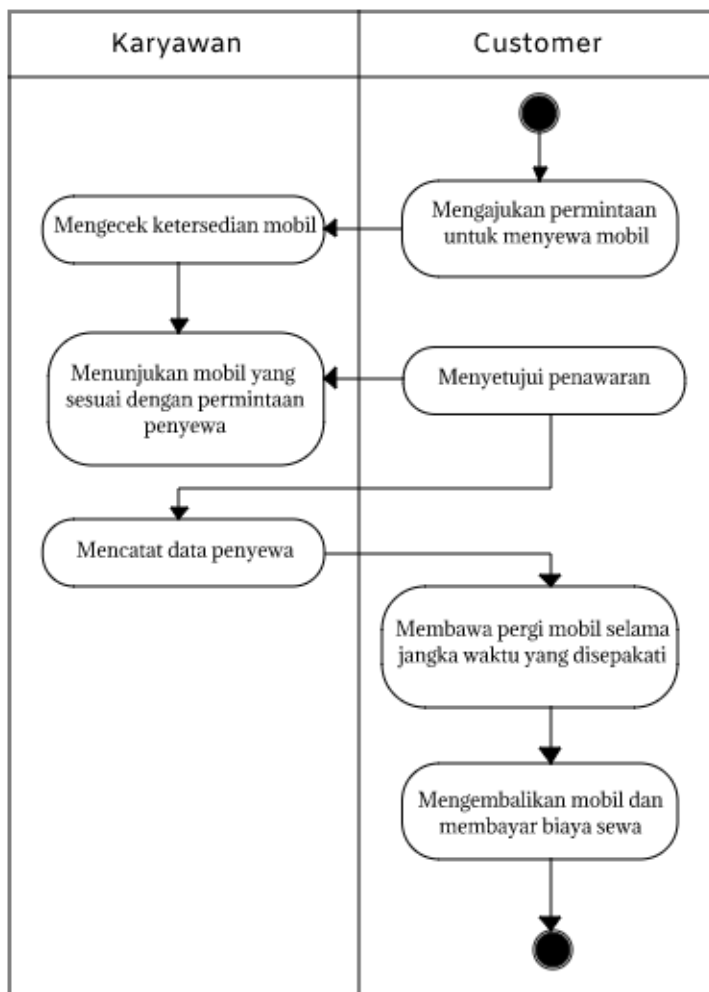 Karyawan
Customer
Mengajukan permintaan
untuk menyewa mobil
Mengecek ketersedian mobil
Menunjukan mobil yang
sesuai dengan permintaan
penyewa
Menyetujui penawaran
Mencatat data penyewa
Membawa pergi mobil selama
jangka waktu yang disepakati
Mengembalikan mobil dan
membayar biaya sewa